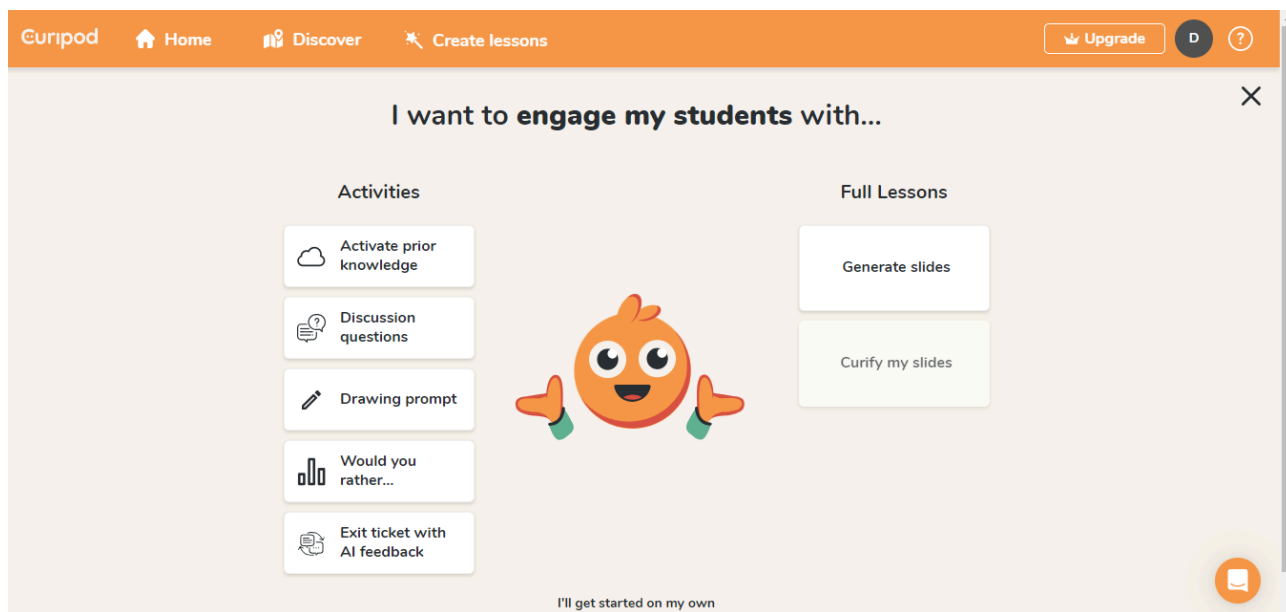 Curipod
Home
Discover
Create lessons
Upgrade
D
?
I want to engage my students with...
Activities
Activate prior
knowledge
Discussion
questions
Drawing prompt
Would you
rather...
Exit ticket with
AI feedback
Full Lessons
Generate slides
Curify my slides
I'll get started on my own